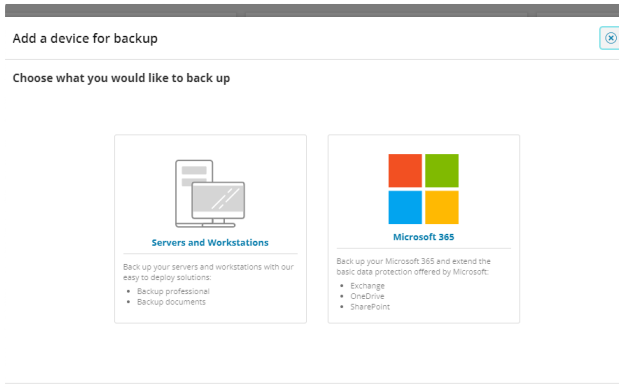 Add a device for backup
Choose what you would like to back up
Servers and Workstations
Back up your servers and workstations with our
easy to deploy solutions:
Backup professional
Backup documents
Microsoft 365
Back up your Microsoft 365 and extend the
basic data protection offered by Microsoft:
Exchange
OneDrive
SharePoint